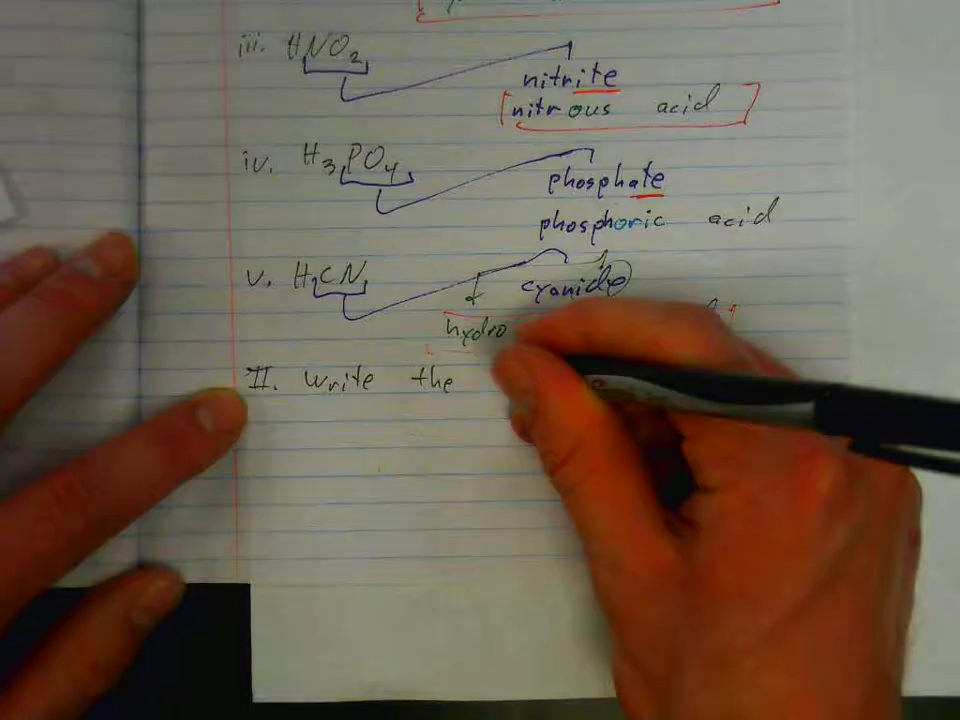 iii. HNO2
nitrite
nitrous acid
iv. H3PO4
phosphate
phosphoric acid
v. HCN
cyanide
hydro
II. Write the